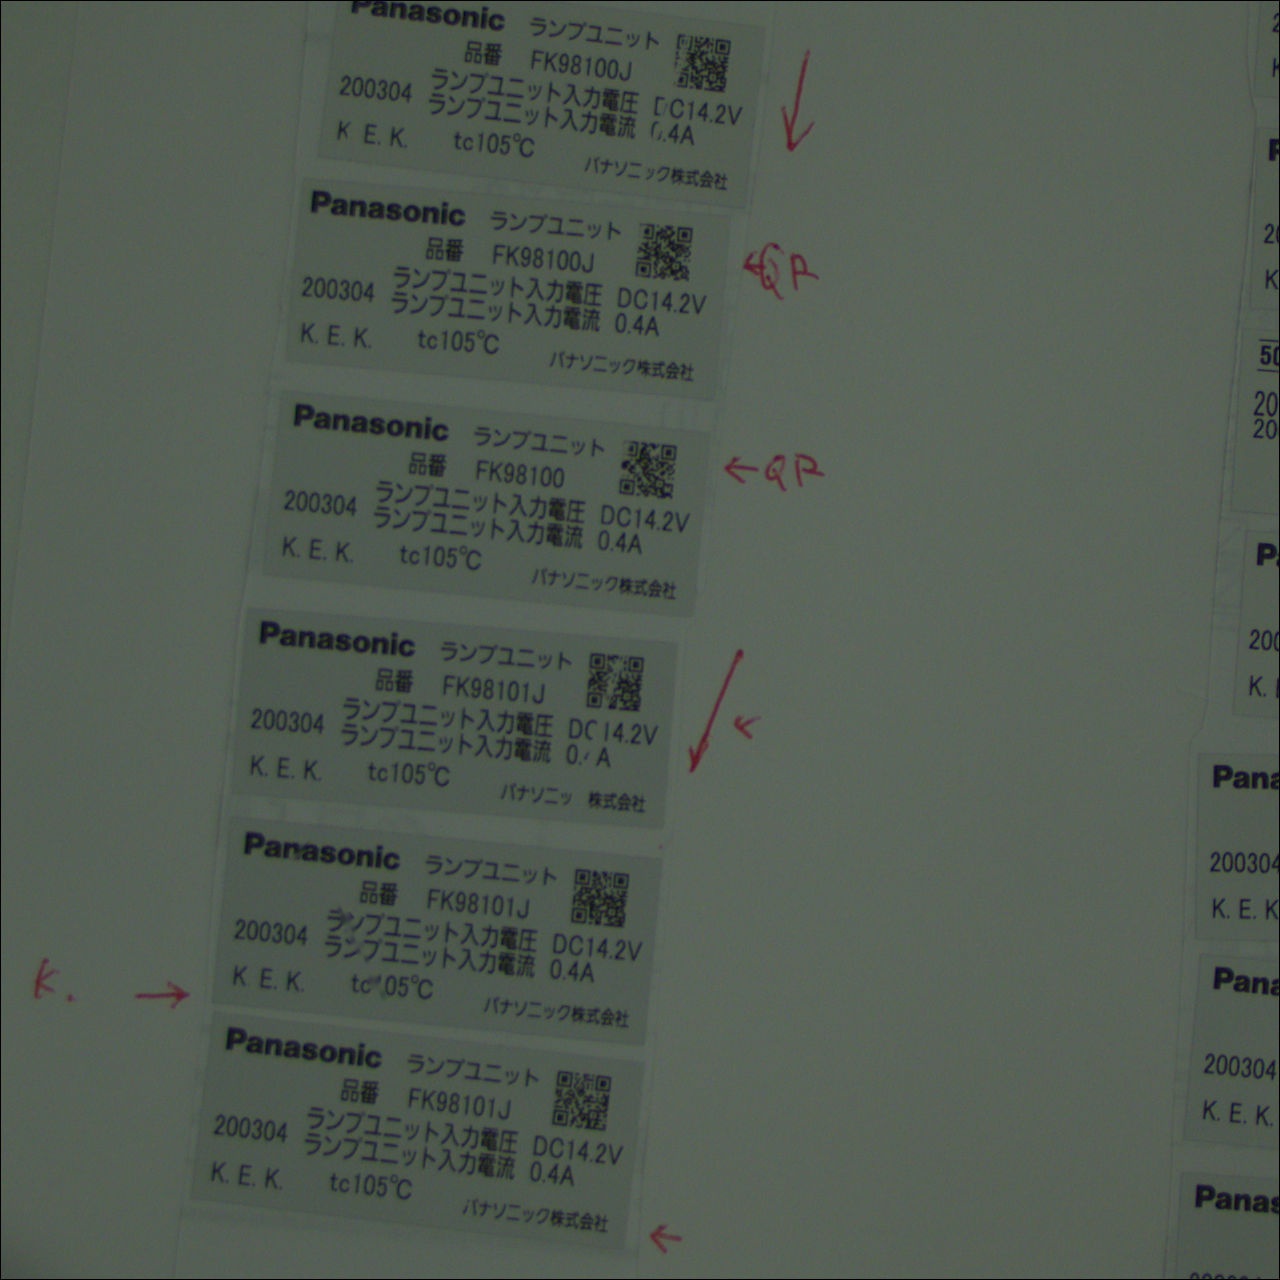 Panasonic ランプユニット
品番 FK98100J
ランプユニット入力電圧 DC14.2V
200304 ランプユニット入力電流 0.4A
K E. K. tc105℃
パナソニック株式会社
Panasonic ランプユニット
品番 FK98100J
QR
ランプユニット入力電圧 DC14.2V
200304 ランプユニット入力電流 0.4A
K. E. K. tc105℃
パナソニック株式会社
Panasonic ランプユニット
品番 FK98100
QR
ランプユニット入力電圧 DC14.2V
200304 ランプユニット入力電流 0.4A
K. E. K. tc105℃
パナソニック株式会社
Panasonic ランプユニット
品番 FK98101J
ランプユニット入力電圧 DC14.2V
200304 ランプユニット入力電流 0. A
K. E. K. tc105℃
パナソニッ 株式会社
Panasonic ランプユニット
品番 FK98101J
ランプユニット入力電圧 DC14.2V
200304 ランプユニット入力電流 0.4A
K E. K. tc 05℃
パナソニック株式会社
K.
Panasonic ランプユニット
品番 FK98101J
ランプユニット入力電圧 DC14.2V
200304 ランプユニット入力電流 0.4A
K. E. K. tc105℃
パナソニック株式会社
20
K
50
20
20
P
200
K.
Pana
200304
K. E. K
Pana
200304
K. E. K.
Panas